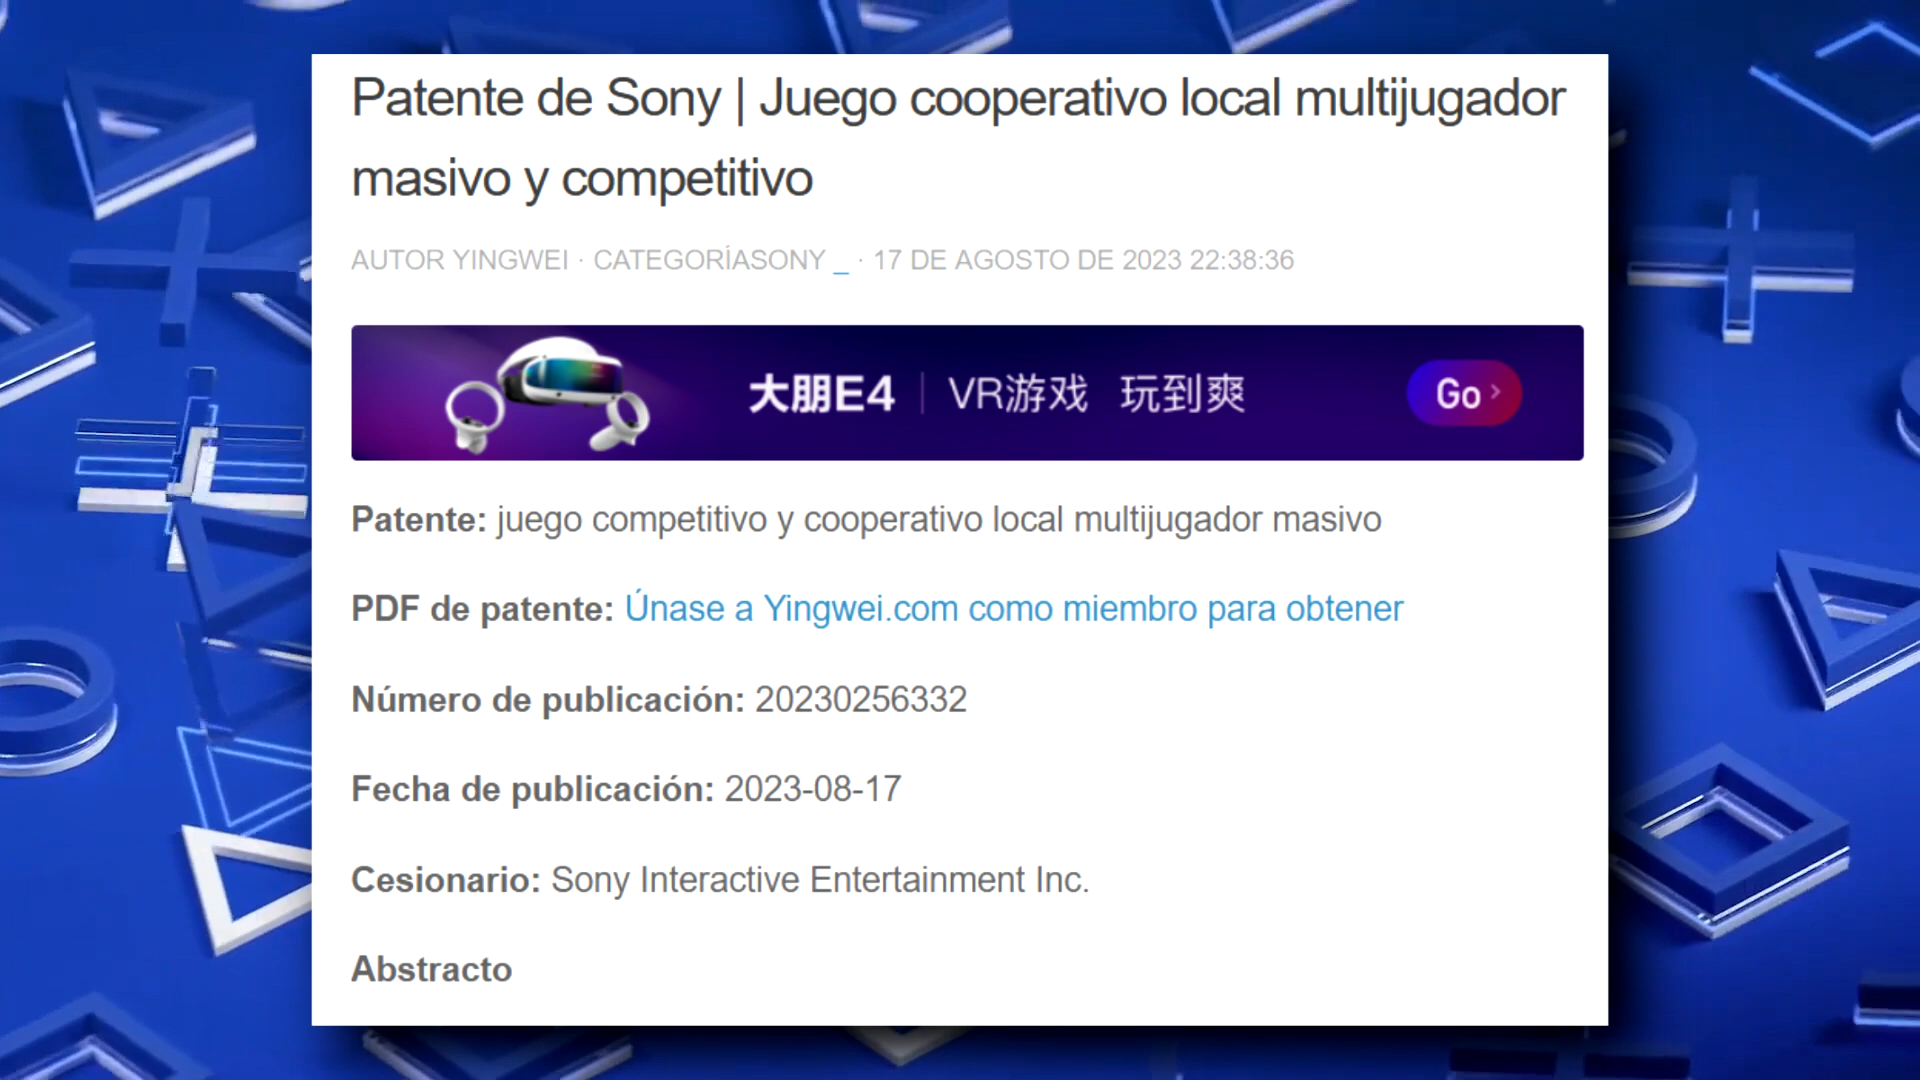 Patente de Sony | Juego cooperativo local multijugador
masivo y competitivo
AUTOR YINGWEI · CATEGORÍASONY _ · 17 DE AGOSTO DE 2023 22:38:36
大朋E4 | VR游戏 玩到爽 Go ›
Patente: juego competitivo y cooperativo local multijugador masivo
PDF de patente: Únase a Yingwei.com como miembro para obtener
Número de publicación: 20230256332
Fecha de publicación: 2023-08-17
Cesionario: Sony Interactive Entertainment Inc.
Abstracto